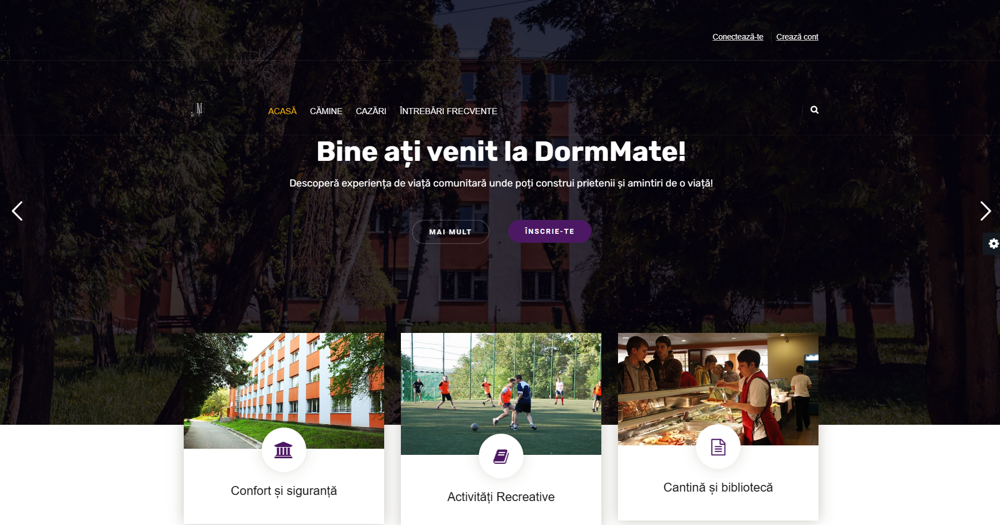 Conectează-te Crează cont
ACASĂ CĂMINE CAZĂRI ÎNTREBĂRI FRECVENTE
Bine ați venit la DormMate!
Descoperă experiența de viață comunitară unde poți construi prietenii și amintiri de o viață!
MAI MULT ÎNSCRIE-TE
Confort și siguranță
Activități Recreative
Cantină și bibliotecă